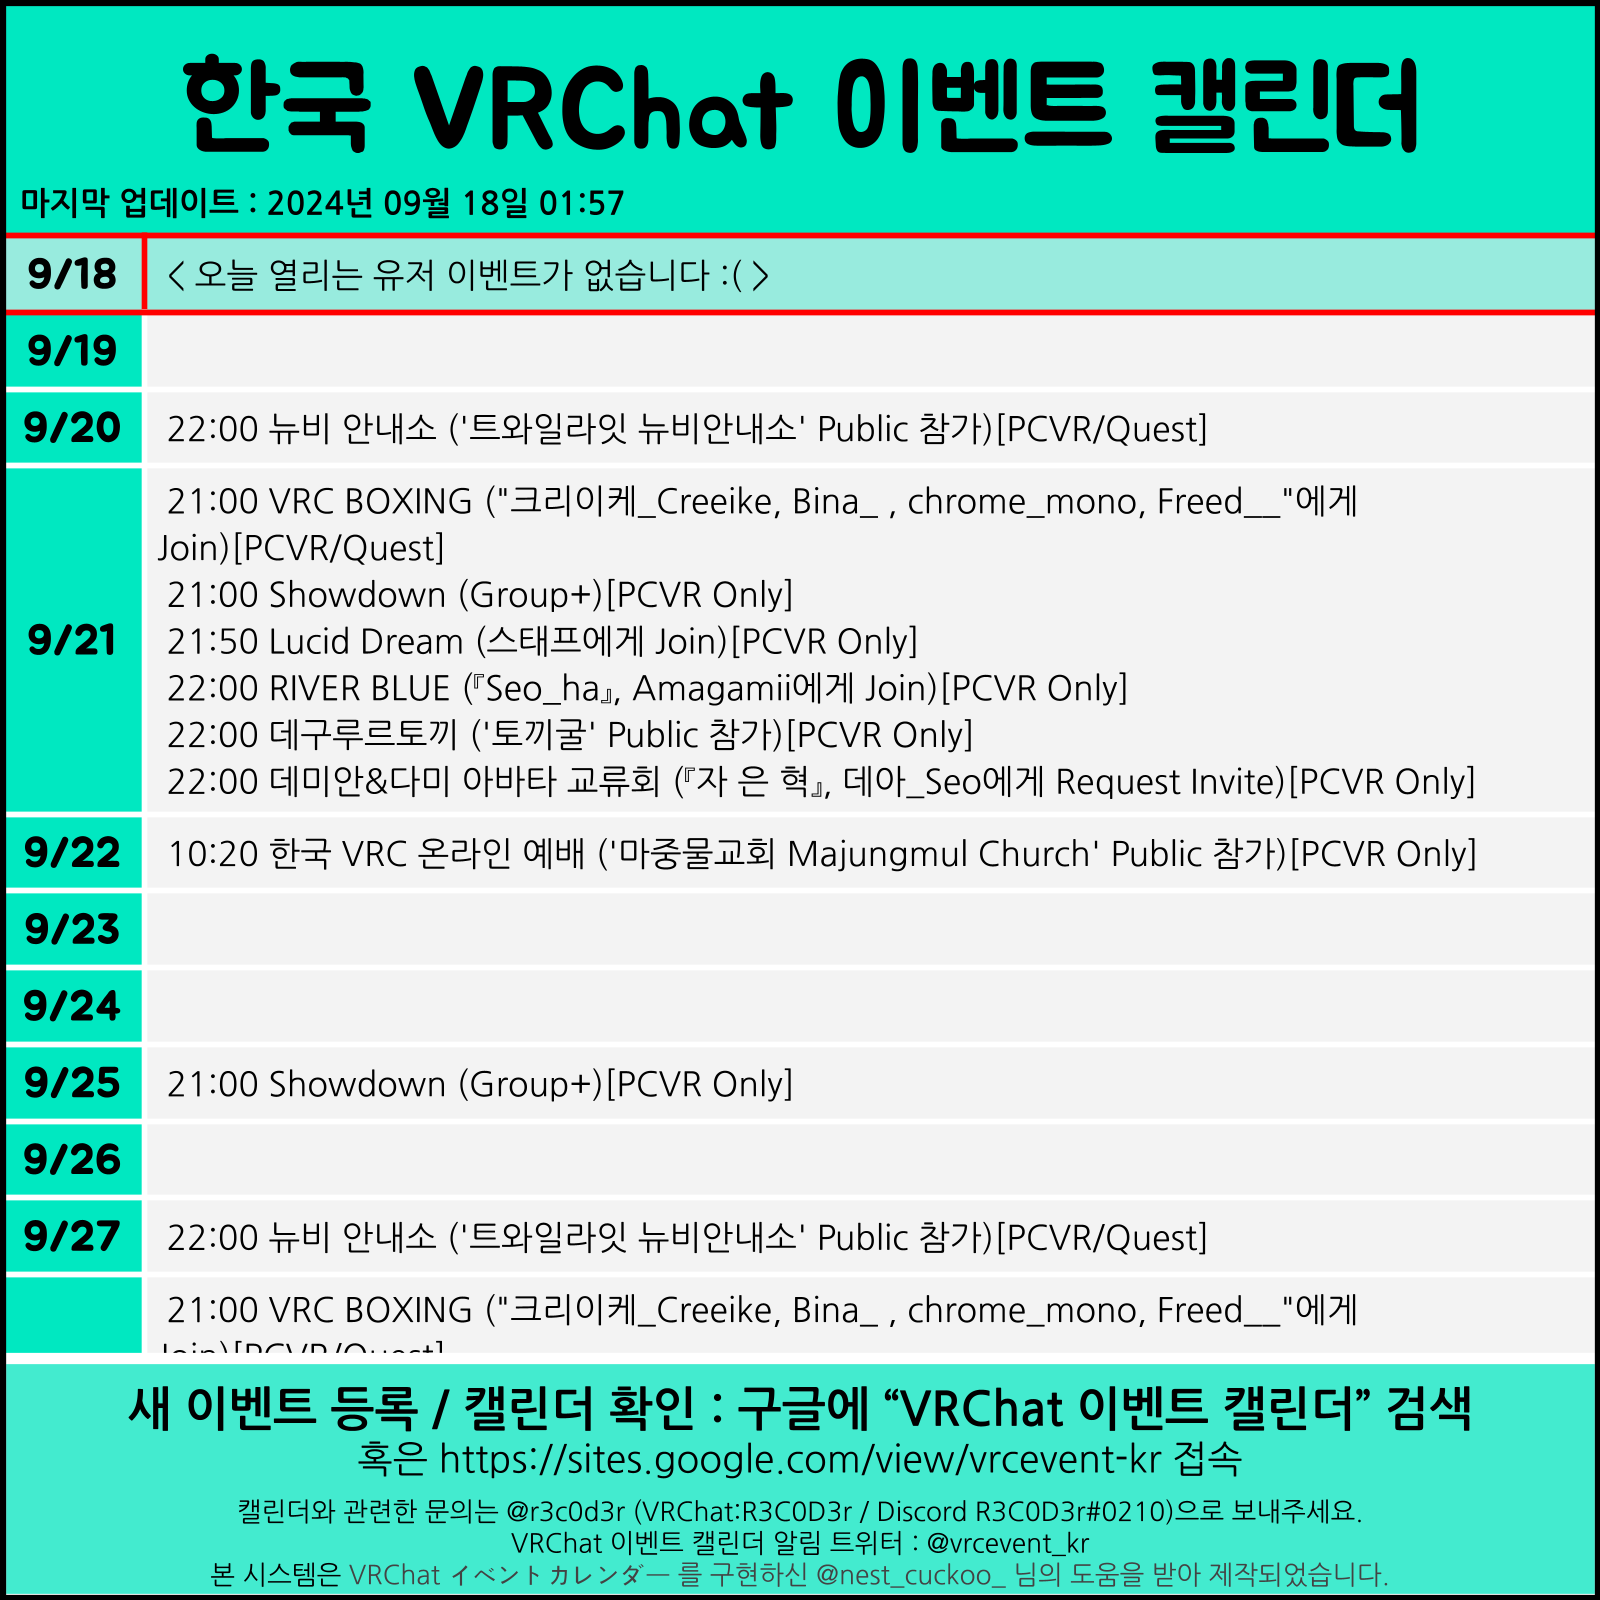 한국 VRChat 이벤트 캘린더
마지막 업데이트 : 2024년 09월 18일 01:57
9/18 < 오늘 열리는 유저 이벤트가 없습니다 :( >
9/19
9/20 22:00 뉴비 안내소 ('트와일라잇 뉴비안내소' Public 참가)[PCVR/Quest]
21:00 VRC BOXING ("크리이케_Creeike, Bina_ , chrome_mono, Freed__"에게
Join)[PCVR/Quest]
21:00 Showdown (Group+)[PCVR Only]
9/21 21:50 Lucid Dream (스태프에게 Join)[PCVR Only]
22:00 RIVER BLUE (『Seo_ha』, Amagamii에게 Join)[PCVR Only]
22:00 데구루르토끼 ('토끼굴' Public 참가)[PCVR Only]
22:00 데미안&다미 아바타 교류회 (『자 은 혁』, 데아_Seo에게 Request Invite)[PCVR Only]
9/22 10:20 한국 VRC 온라인 예배 ('마중물교회 Majungmul Church' Public 참가)[PCVR Only]
9/23
9/24
9/25 21:00 Showdown (Group+)[PCVR Only]
9/26
9/27 22:00 뉴비 안내소 ('트와일라잇 뉴비안내소' Public 참가)[PCVR/Quest]
21:00 VRC BOXING ("크리이케_Creeike, Bina_ , chrome_mono, Freed__"에게
Join)[PCVR/Quest]
새 이벤트 등록 / 캘린더 확인 : 구글에 “VRChat 이벤트 캘린더” 검색
혹은 https://sites.google.com/view/vrcevent-kr 접속
캘린더와 관련한 문의는 @r3c0d3r (VRChat:R3C0D3r / Discord R3C0D3r#0210)으로 보내주세요.
VRChat 이벤트 캘린더 알림 트위터 : @vrcevent_kr
본 시스템은 VRChat イベントカレンダー 를 구현하신 @nest_cuckoo_ 님의 도움을 받아 제작되었습니다.